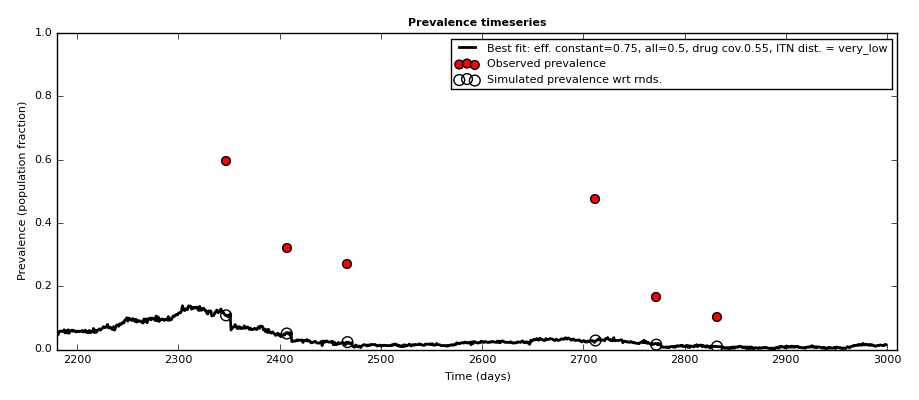 Prevalence timeseries
Best fit: eff. constant=0.75, all=0.5, drug cov.0.55, ITN dist. = very_low
Observed prevalence
Simulated prevalence wrt rnds.
Prevalence (population fraction)
1.0
0.8
0.6
0.4
0.2
0.0
2200 2300 2400 2500 2600 2700 2800 2900 3000
Time (days)